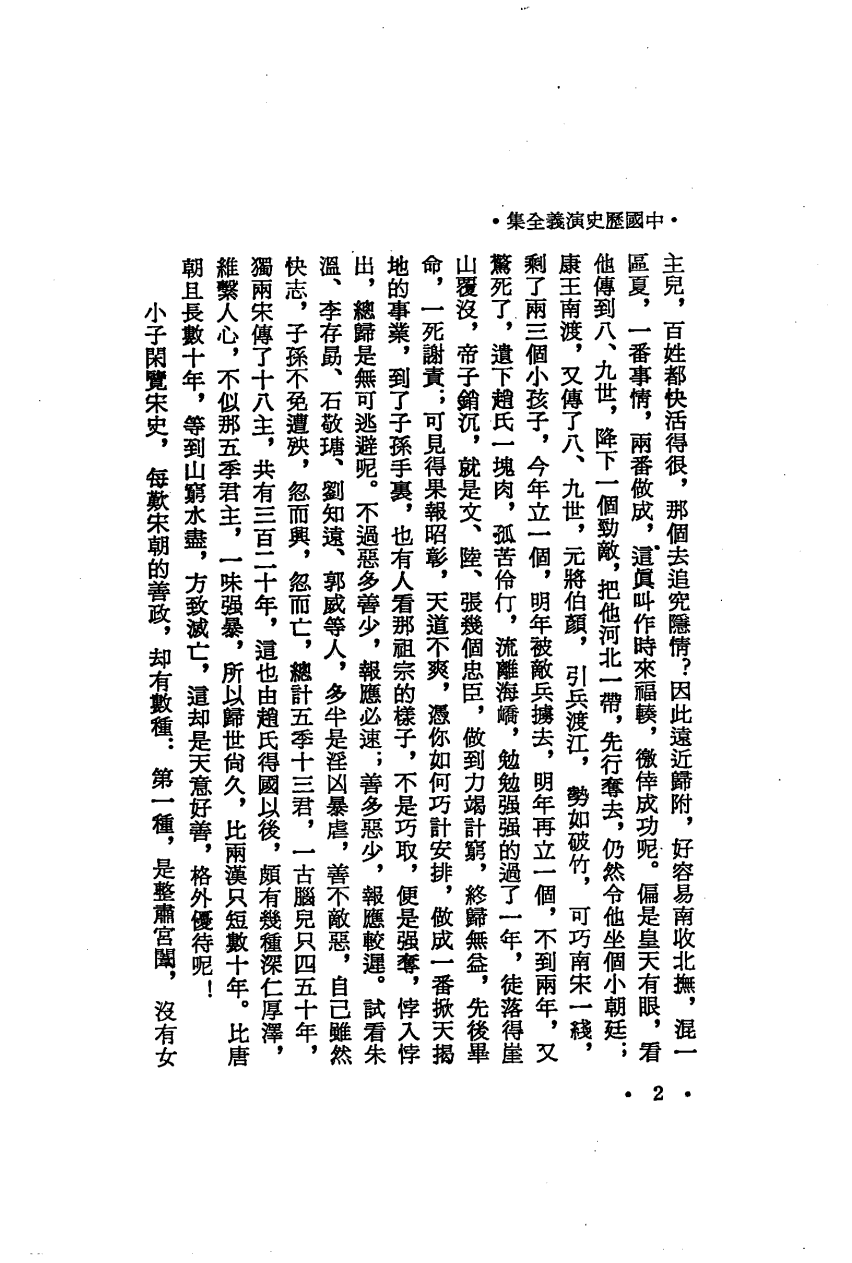 •中國歷史演義全集•
主兒，百姓都快活得很，那個去追究隱情？因此遠近歸附，好容易南收北撫，混一
區夏，一番事情，兩番做成，這眞叫作時來福輳，徼倖成功呢。偏是皇天有眼，看
他傳到八、九世，降下一個勁敵，把他河北一帶，先行奪去，仍然令他坐個小朝廷；
康王南渡，又傳了八、九世，元將伯顏，引兵渡江，勢如破竹，可巧南宋一綫，
剩了兩三個小孩子，今年立一個，明年被敵兵擄去，明年再立一個，不到兩年，又
驚死了，遺下趙氏一塊肉，孤苦伶仃，流離海嶠，勉勉强强的過了一年，徒落得崖
山覆沒，帝子銷沉，就是文、陸、張幾個忠臣，做到力竭計窮，終歸無益，先後畢
命，一死謝責；可見得果報昭彰，天道不爽，憑你如何巧計安排，做成一番掀天揭
地的事業，到了子孫手裏，也有人看那祖宗的樣子，不是巧取，便是强奪，悖入悖
出，總歸是無可逃避呢。不過惡多善少，報應必速；善多惡少，報應較遲。試看朱
溫、李存勗、石敬瑭、劉知遠、郭威等人，多半是淫凶暴虐，善不敵惡，自己雖然
快志，子孫不免遭殃，忽而興，忽而亡，總計五季十三君，一古腦兒只四五十年，
獨兩宋傳了十八主，共有三百二十年，這也由趙氏得國以後，頗有幾種深仁厚澤，
維繫人心，不似那五季君主，一味强暴，所以歸世尙久，比兩漢只短數十年。比唐
朝且長數十年，等到山窮水盡，方致滅亡，這却是天意好善，格外優待呢！
小子閑覽宋史，每歎宋朝的善政，却有數種：第一種，是整肅宮闈，沒有女
•2•